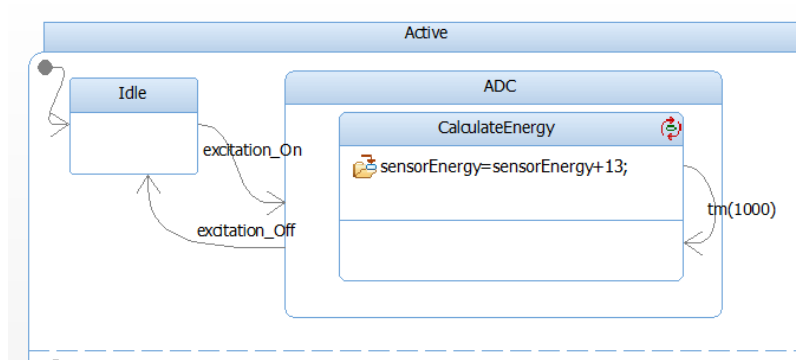 Active
Idle
ADC
CalculateEnergy
excitation_On
sensorEnergy=sensorEnergy+13;
tm(1000)
excitation_Off